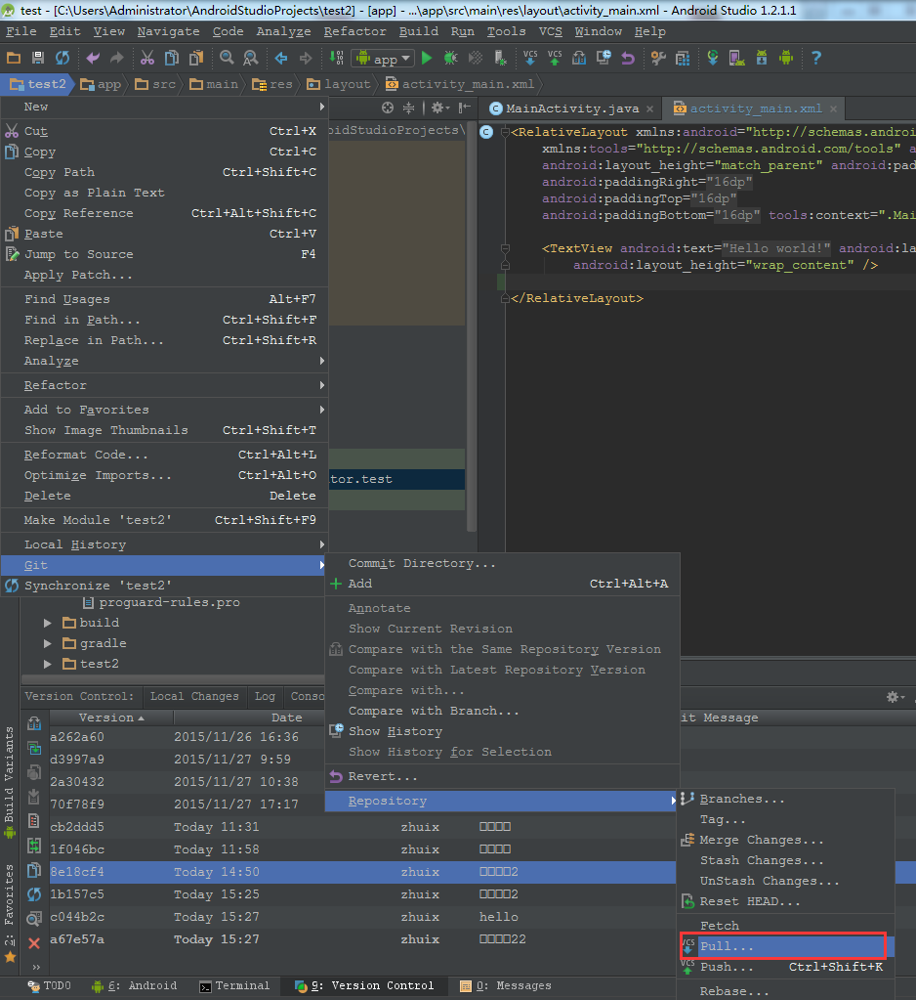 test - [C:\Users\Administrator\AndroidStudioProjects\test2] - [app] - ...\app\src\main\res\layout\activity_main.xml - Android Studio 1.2.1.1
File Edit View Navigate Code Analyze Refactor Build Run Tools VCS Window Help
app VCS VCS ?
test2 app src main res layout activity_main.xml
New
Cut Ctrl+X
Copy Ctrl+C
Copy Path Ctrl+Shift+C
Copy as Plain Text
Copy Reference Ctrl+Alt+Shift+C
Paste Ctrl+V
Jump to Source F4
Apply Patch...
Find Usages Alt+F7
Find in Path... Ctrl+Shift+F
Replace in Path... Ctrl+Shift+R
Analyze
Refactor
Add to Favorites
Show Image Thumbnails Ctrl+Shift+T
Reformat Code... Ctrl+Alt+L
Optimize Imports... Ctrl+Alt+O
Delete Delete
Make Module 'test2' Ctrl+Shift+F9
Local History
Git
Synchronize 'test2'
oidStudioProjects\
tor.test
MainActivity.java activity_main.xml
<RelativeLayout xmlns:android="http://schemas.androi
xmlns:tools="http://schemas.android.com/tools" a
android:layout_height="match_parent" android:pad
android:paddingRight="16dp"
android:paddingTop="16dp"
android:paddingBottom="16dp" tools:context=".Mai
<TextView android:text="Hello world!" android:la
android:layout_height="wrap_content" />
</RelativeLayout>
Commit Directory...
Add Ctrl+Alt+A
Annotate
Show Current Revision
Compare with the Same Repository Version
Compare with Latest Repository Version
Compare with...
Compare with Branch...
Show History
Show History for Selection
Revert...
Repository
Branches...
Tag...
Merge Changes...
Stash Changes...
UnStash Changes...
Reset HEAD...
Fetch
VCS Pull...
VCS Push... Ctrl+Shift+K
Rebase...
proguard-rules.pro
build
gradle
test2
Version Control: Local Changes Log Conso
Version Date it Message
a262a60 2015/11/26 16:36
d3997a9 2015/11/27 9:59
2a30432 2015/11/27 10:38
70f78f9 2015/11/27 17:17
cb2ddd5 Today 11:31 zhuix □□□□
1f046bc Today 11:58 zhuix □□□□
8e18cf4 Today 14:50 zhuix □□□□2
1b157c5 Today 15:25 zhuix □□□□2
c044b2c Today 15:27 zhuix hello
a67e57a Today 15:27 zhuix □□□□22
Build Variants
2: Favorites
TODO 6: Android Terminal 9: Version Control 0: Messages